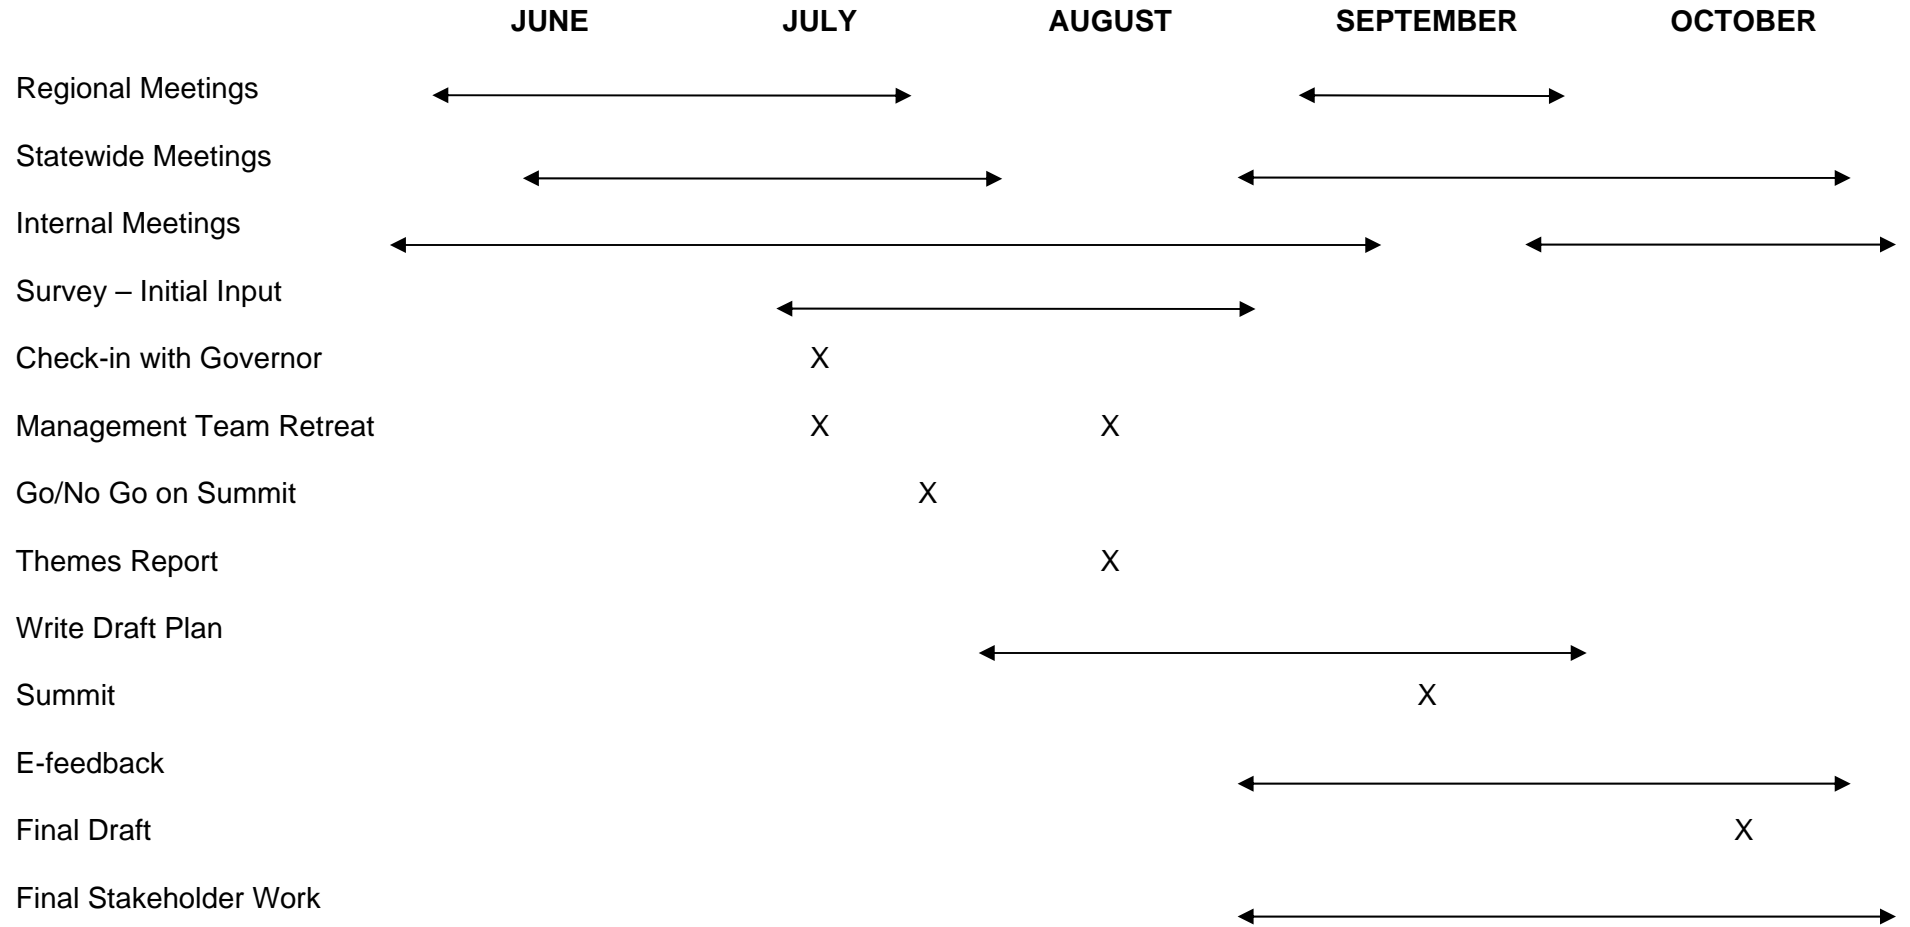 JUNE JULY AUGUST SEPTEMBER OCTOBER
Regional Meetings
Statewide Meetings
Internal Meetings
Survey – Initial Input
Check-in with Governor X
Management Team Retreat X X
Go/No Go on Summit X
Themes Report X
Write Draft Plan
Summit X
E-feedback
Final Draft X
Final Stakeholder Work